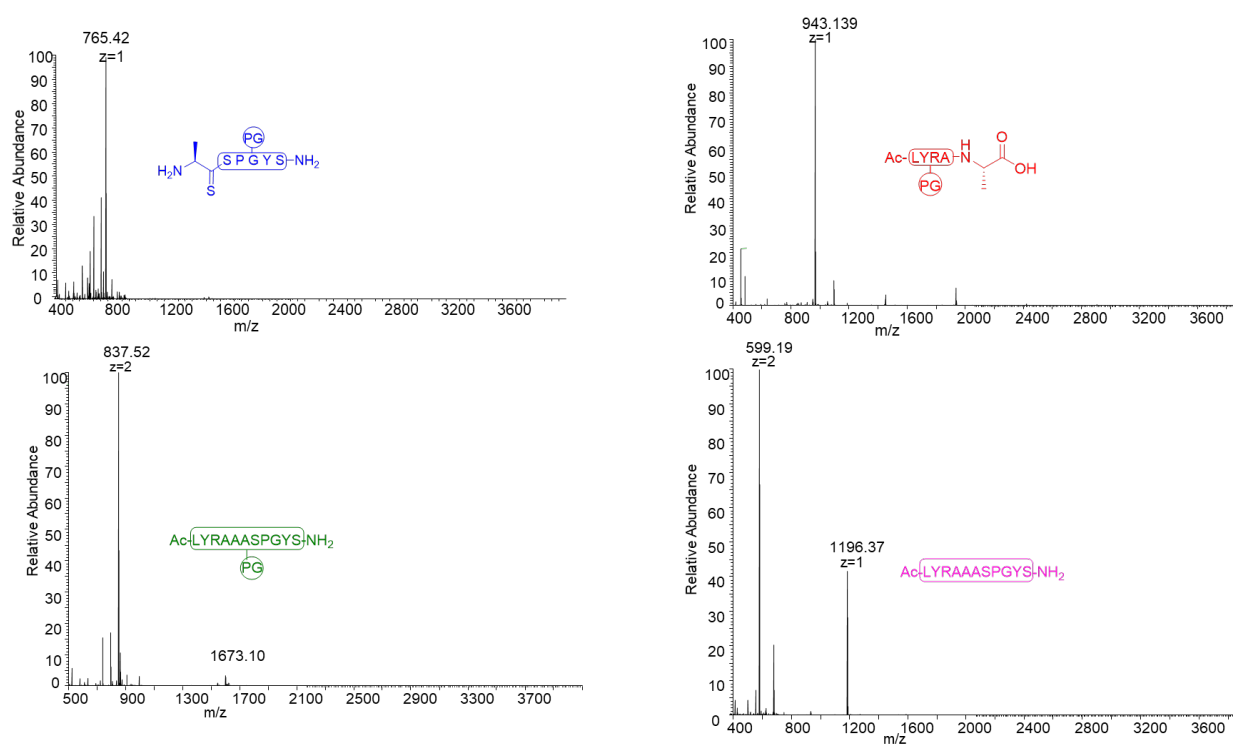 765.42
z=1
100
90
80
70
60
50
40
30
20
10
0
Relative Abundance
400 800 1200 1600 2000 2400 2800 3200 3600
m/z
PG
H₂N
S P G Y S
NH₂
S
943.139
z=1
100
90
80
70
60
50
40
30
20
10
0
Relative Abundance
400 800 1200 1600 2000 2400 2800 3200 3600
m/z
Ac-LYRA-N
H
O
OH
PG
837.52
z=2
100
90
80
70
60
50
40
30
20
10
0
Relative Abundance
500 900 1300 1700 2100 2500 2900 3300 3700
m/z
Ac-LYRAAASPGYS-NH₂
PG
1673.10
599.19
z=2
100
90
80
70
60
50
40
30
20
10
0
Relative Abundance
400 800 1200 1600 2000 2400 2800 3200 3600
m/z
1196.37
z=1
Ac-LYRAAASPGYS-NH₂